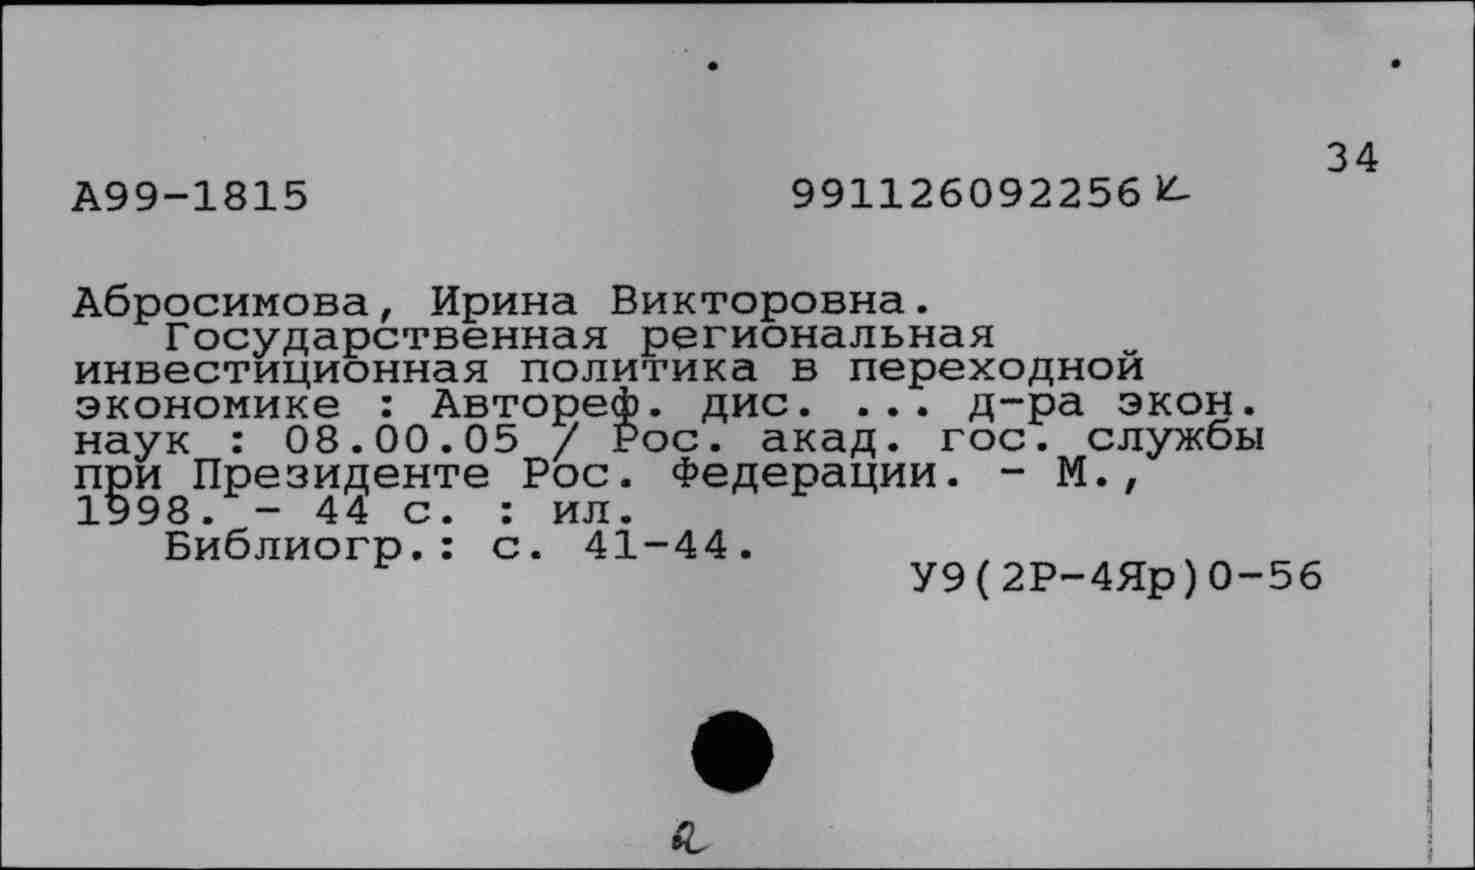 34
А99-1815 991126092256
Абросимова, Ирина Викторовна.
Государственная региональная
инвестиционная политика в переходной
экономике : Автореф. дис. ... д-ра экон.
наук : 08.00.05 / Рос. акад. гос. службы
при Президенте Рос. Федерации. - М.,
1998. - 44 с. : ил.
Библиогр.: с. 41-44.
У9(2Р-4Яр)0-56